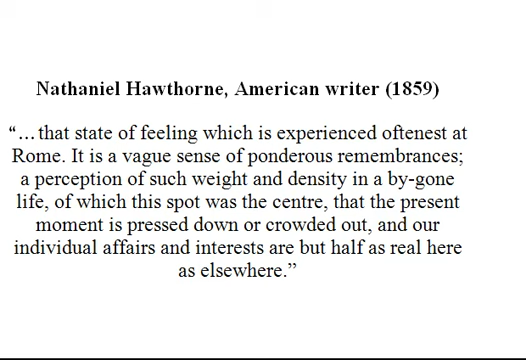 Nathaniel Hawthorne, American writer (1859)
“…that state of feeling which is experienced oftenest at
Rome. It is a vague sense of ponderous remembrances;
a perception of such weight and density in a by-gone
life, of which this spot was the centre, that the present
moment is pressed down or crowded out, and our
individual affairs and interests are but half as real here
as elsewhere.”